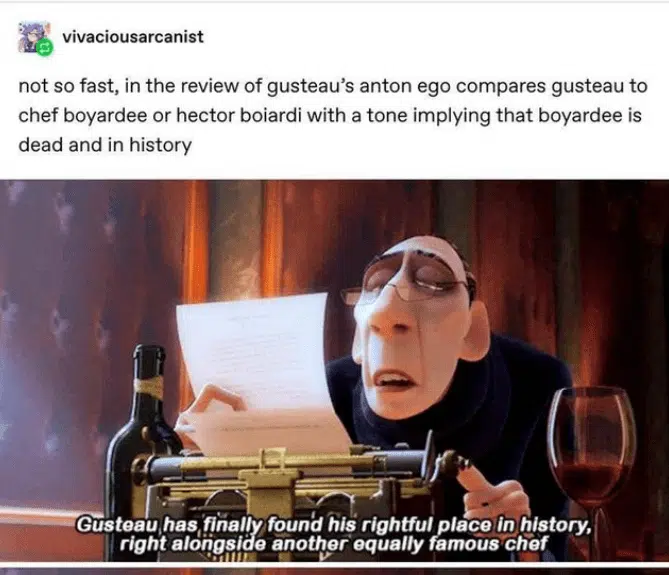 vivaciousarcanist
not so fast, in the review of gusteau's anton ego compares gusteau to
chef boyardee or hector boiardi with a tone implying that boyardee is
dead and in history
Gusteau has finally found his rightful place in history,
right alongside another equally famous chef